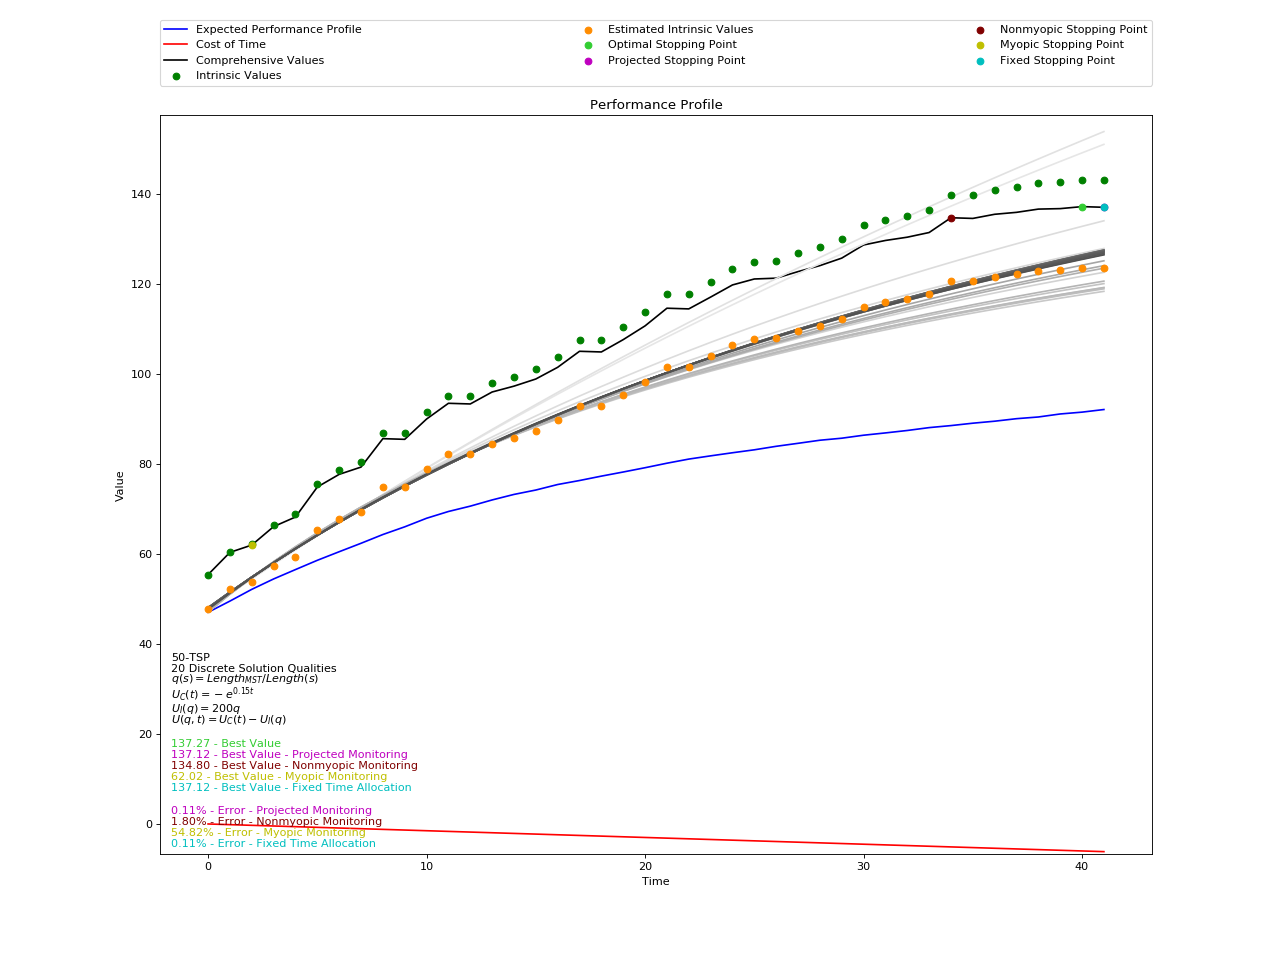 Expected Performance Profile
Cost of Time
Comprehensive Values
Intrinsic Values
Estimated Intrinsic Values
Optimal Stopping Point
Projected Stopping Point
Nonmyopic Stopping Point
Myopic Stopping Point
Fixed Stopping Point
Performance Profile
Value
140
120
100
80
60
40
20
0
50-TSP
20 Discrete Solution Qualities
q(s) = Length_{MST}/Length(s)
U_C(t) = −e^{0.15t}
U_I(q) = 200q
U(q, t) = U_C(t) − U_I(q)
137.27 - Best Value
137.12 - Best Value - Projected Monitoring
134.80 - Best Value - Nonmyopic Monitoring
62.02 - Best Value - Myopic Monitoring
137.12 - Best Value - Fixed Time Allocation
0.11% - Error - Projected Monitoring
1.80% - Error - Nonmyopic Monitoring
54.82% - Error - Myopic Monitoring
0.11% - Error - Fixed Time Allocation
0 10 20 30 40
Time